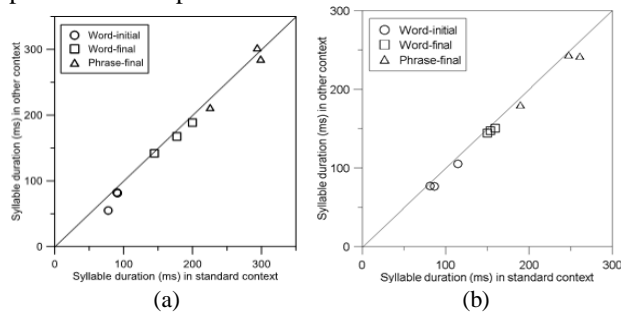 Word-initial
Word-final
Phrase-final
300
200
100
0
0 100 200 300
Syllable duration (ms) in other context
Syllable duration (ms) in standard context
(a)
Word-initial
Word-final
Phrase-final
300
200
100
0
0 100 200 300
Syllable duration (ms) in other context
Syllable duration (ms) in standard context
(b)